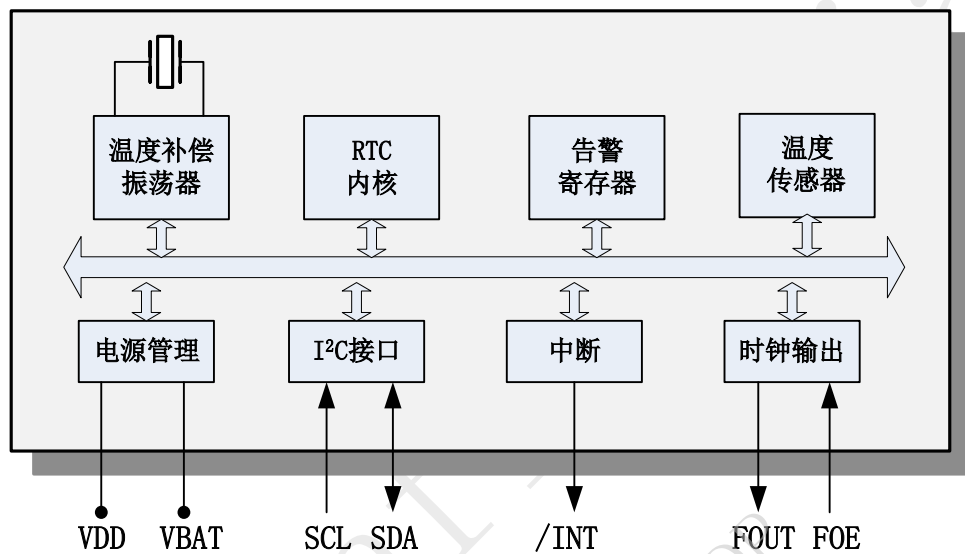 温度补偿
振荡器
RTC
内核
告警
寄存器
温度
传感器
电源管理
I²C接口
中断
时钟输出
VDD
VBAT
SCL
SDA
/INT
FOUT
FOE